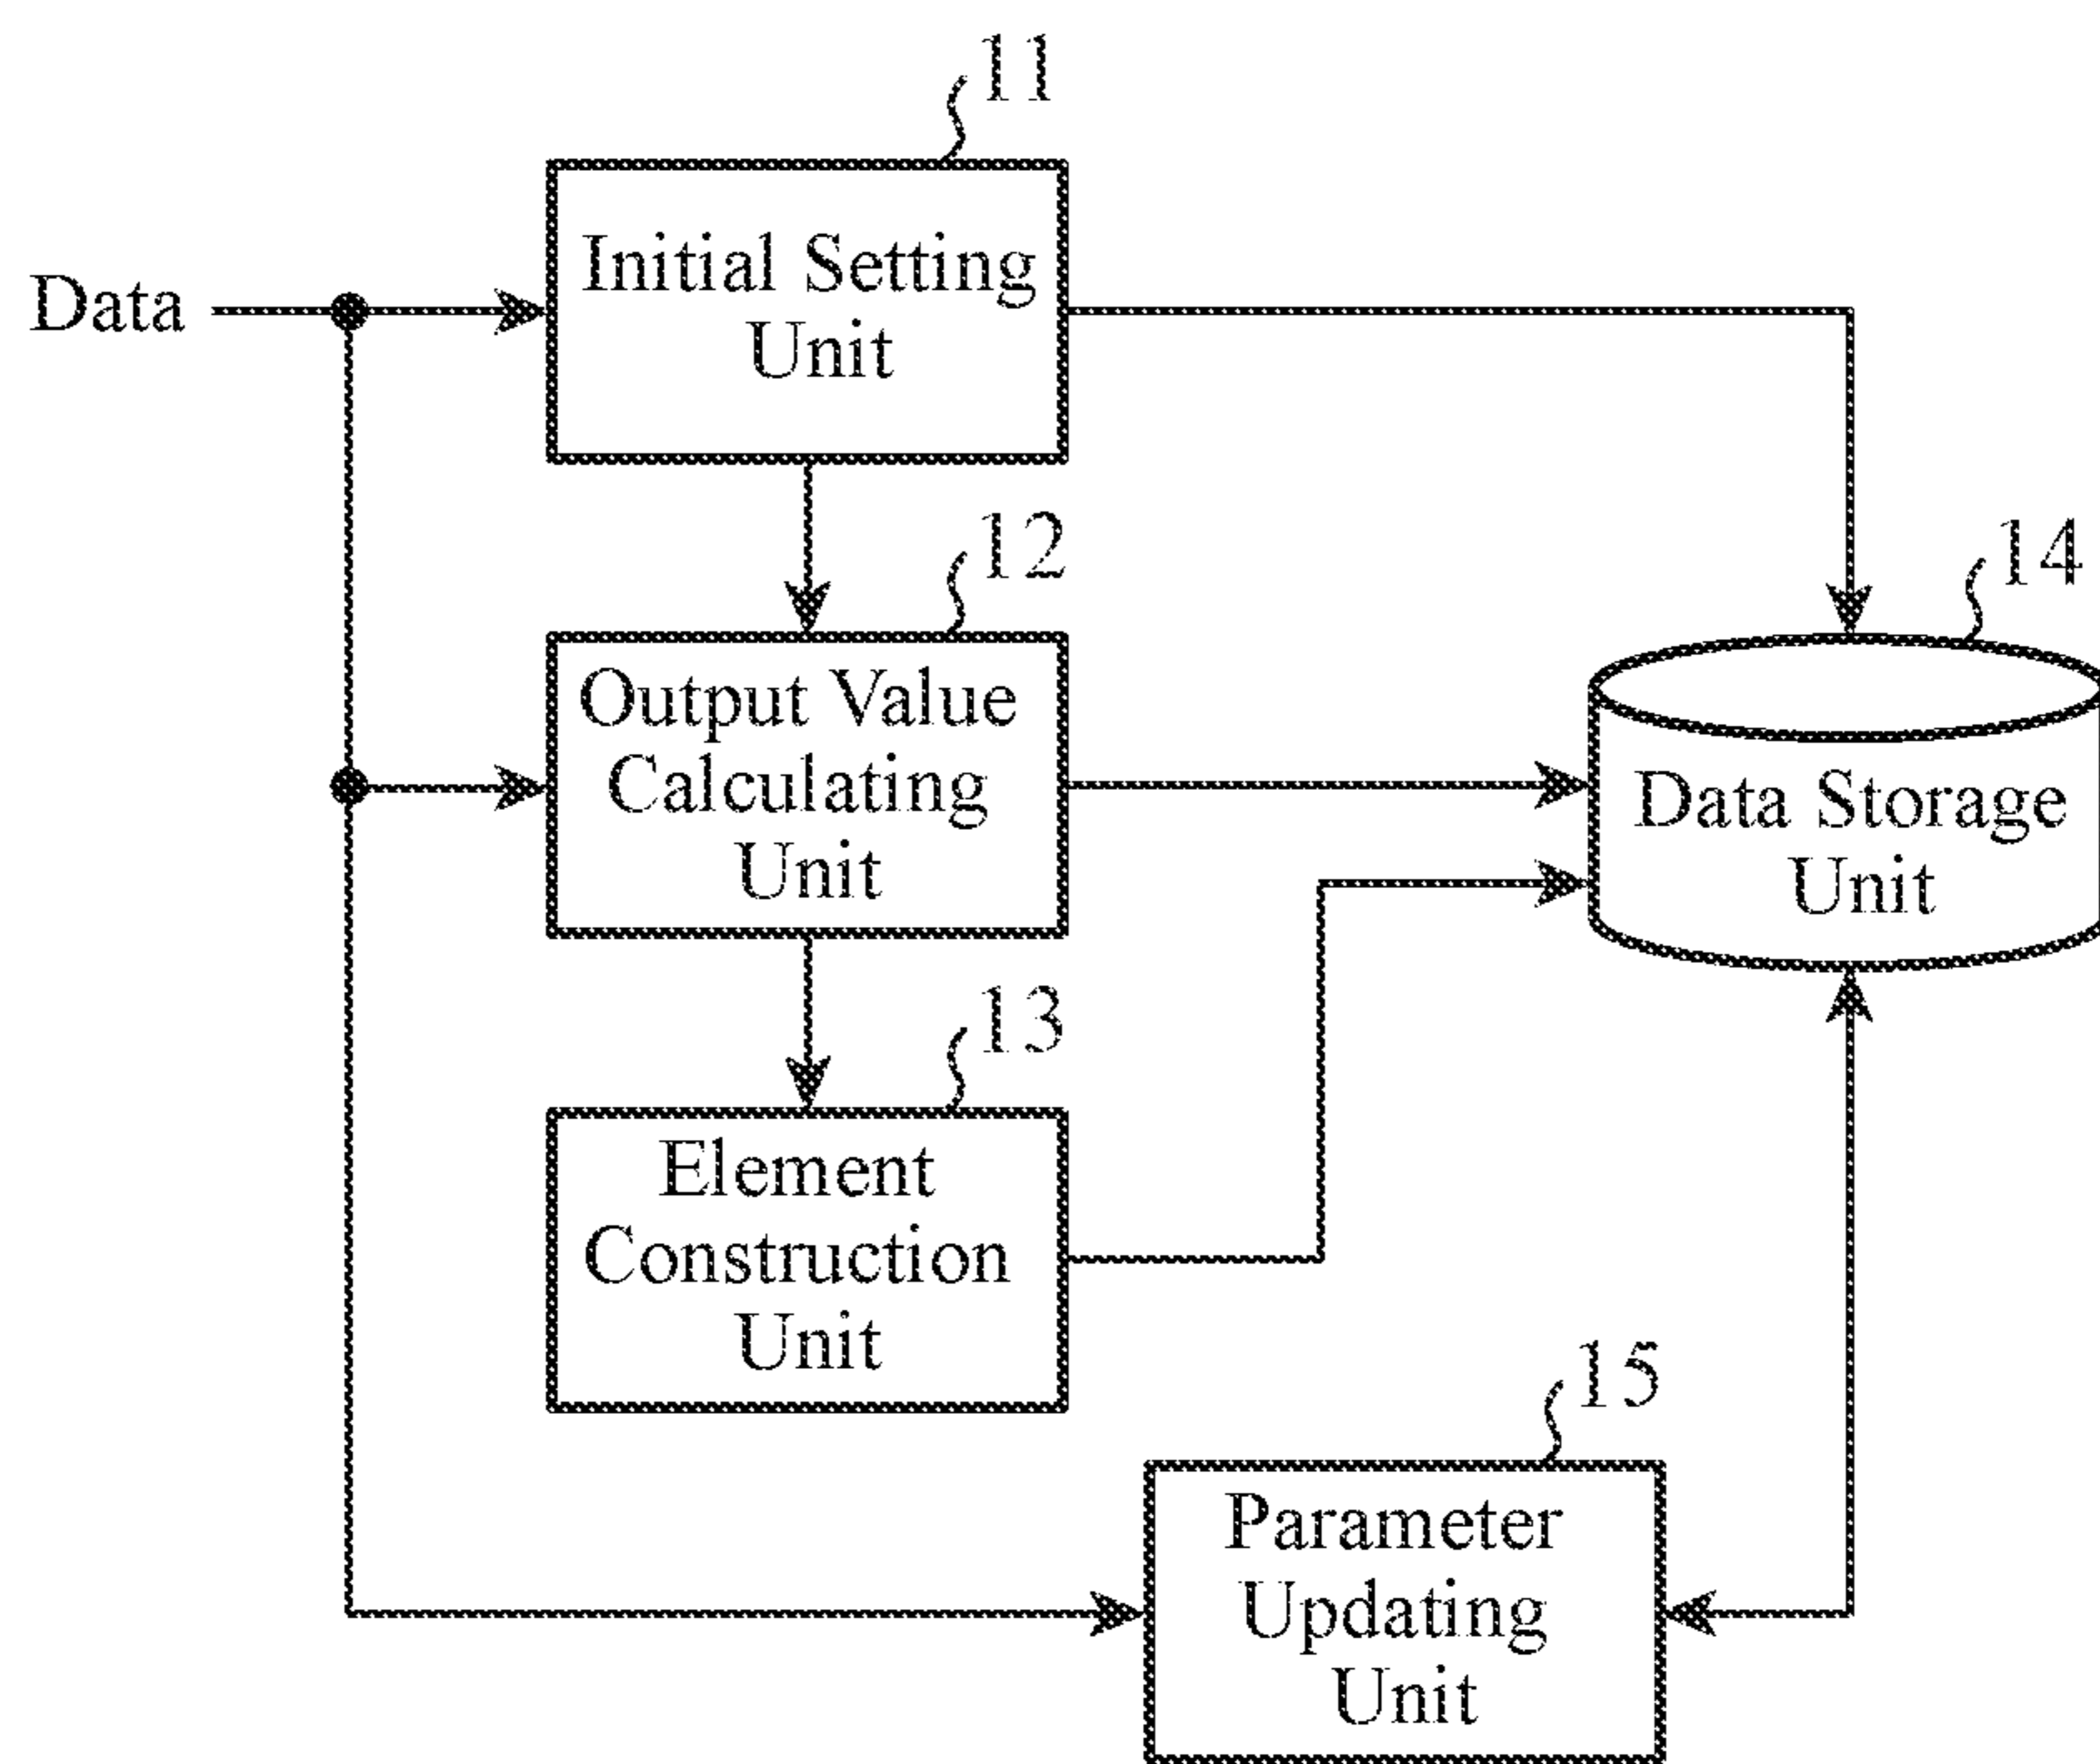 11
Data
Initial Setting
Unit
12
14
Output Value
Calculating
Unit
Data Storage
Unit
13
Element
Construction
Unit
15
Parameter
Updating
Unit